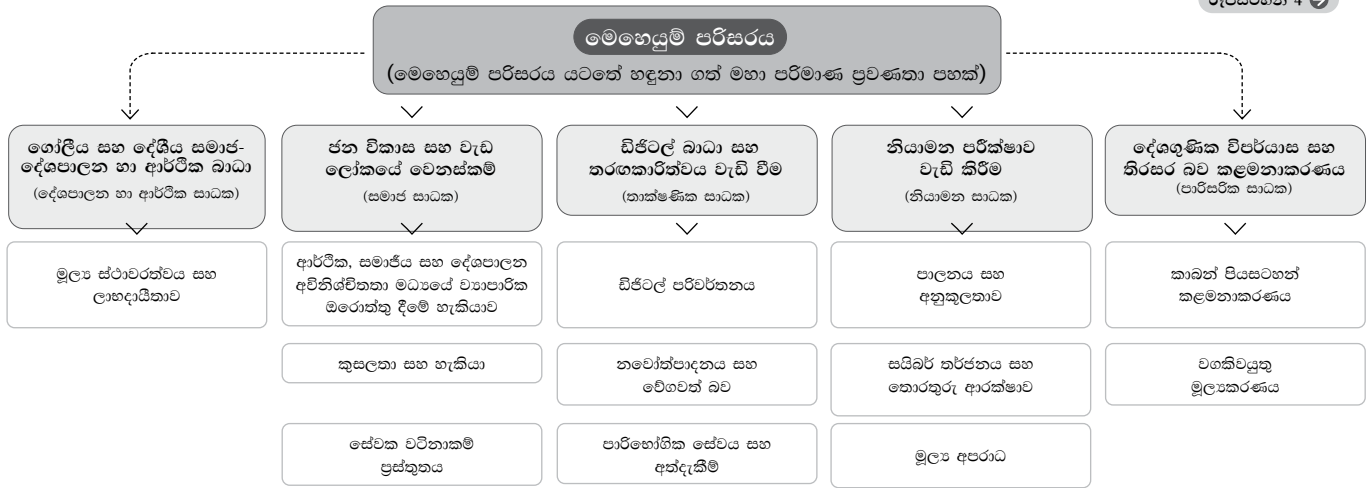 රූපසටහන 4
මෙහෙයුම් පරිසරය
(මෙහෙයුම් පරිසරය යටතේ හඳුනා ගත් මහා පරිමාණ ප්‍රවණතා පහක්)
ගෝලීය සහ දේශීය සමාජ-
දේශපාලන හා ආර්ථික බාධා
(දේශපාලන හා ආර්ථික සාධක)
මූල්‍ය ස්ථාවරත්වය සහ
ලාභදායීතාව
ජන විකාස සහ වැඩ
ලෝකයේ වෙනස්කම්
(සමාජ සාධක)
ආර්ථික, සමාජීය සහ දේශපාලන
අවිනිශ්චිතතා මධ්‍යයේ ව්‍යාපාරික
ඔරොත්තු දීමේ හැකියාව
කුසලතා සහ හැකියා
සේවක වටිනාකම්
ප්‍රස්තුතය
ඩිජිටල් බාධා සහ
තරඟකාරිත්වය වැඩි වීම
(තාක්ෂණික සාධක)
ඩිජිටල් පරිවර්තනය
නවෝත්පාදනය සහ
වේගවත් බව
පාරිභෝගික සේවය සහ
අත්දැකීම්
නියාමන පරීක්ෂාව
වැඩි කිරීම
(නියාමන සාධක)
පාලනය සහ
අනුකූලතාව
සයිබර් තර්ජනය සහ
තොරතුරු ආරක්ෂාව
මූල්‍ය අපරාධ
දේශගුණික විපර්යාස සහ
තිරසර බව කළමනාකරණය
(පාරිසරික සාධක)
කාබන් පියසටහන්
කළමනාකරණය
වගකිවයුතු
මූල්‍යකරණය